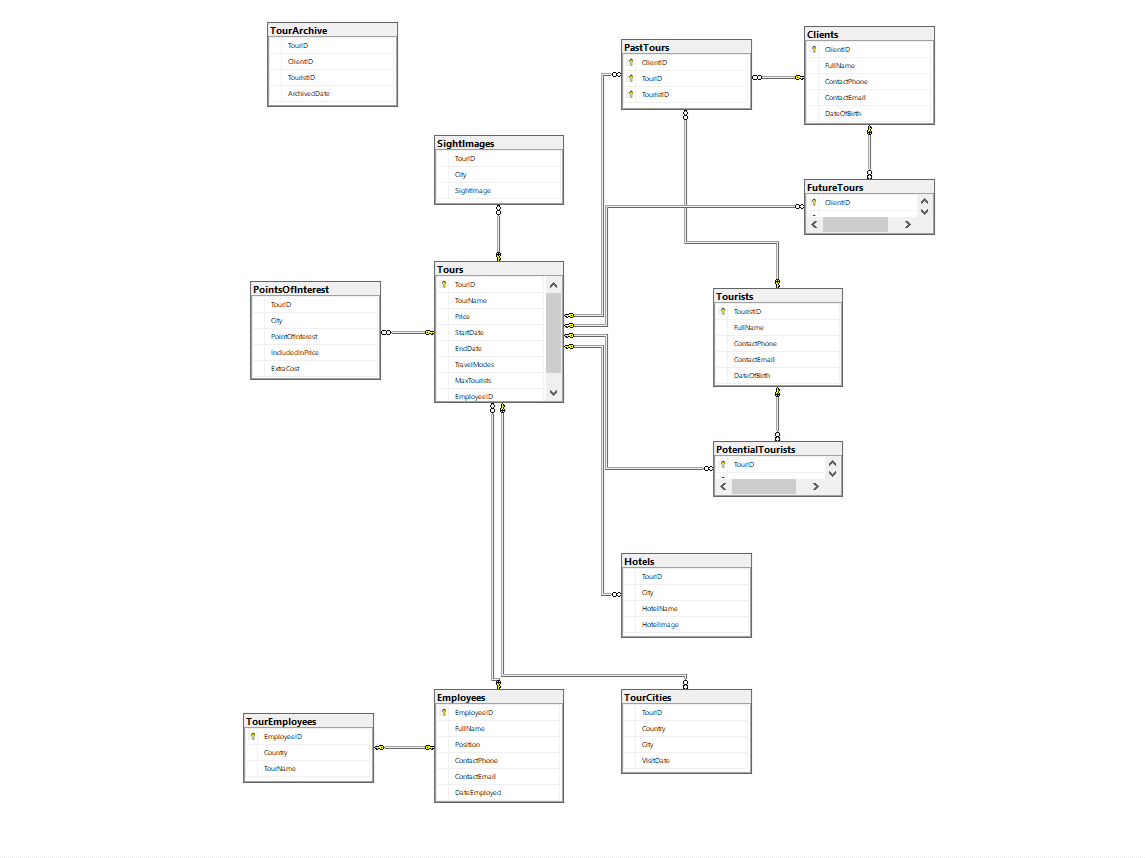 TourArchive
TourID
ClientID
TouristID
ArchivedDate
PastTours
ClientID
TourID
TouristID
Clients
ClientID
FullName
ContactPhone
ContactEmail
DateOfBirth
SightImages
TourID
City
SightImage
FutureTours
ClientID
Tours
TourID
TourName
Price
StartDate
EndDate
TravelModes
MaxTourists
EmployeeID
PointsOfInterest
TourID
City
PointOfInterest
IncludedInPrice
ExtraCost
Tourists
TouristID
FullName
ContactPhone
ContactEmail
DateOfBirth
PotentialTourists
TourID
Hotels
TourID
City
HotelName
HotelImage
Employees
EmployeeID
FullName
Position
ContactPhone
ContactEmail
DateEmployed
TourCities
TourID
Country
City
VisitDate
TourEmployees
EmployeeID
Country
TourName